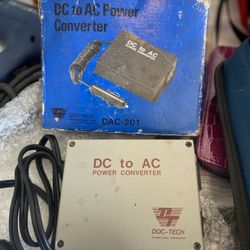 DC to AC Power
Converter
DAC-201
DOC-TECH
DC to AC
POWER CONVERTER
DOC-TECH